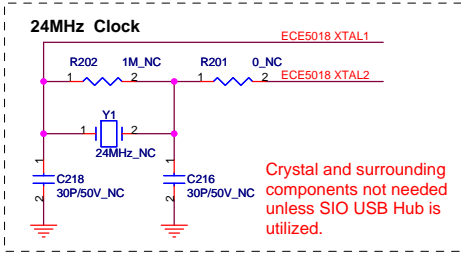 24MHz Clock
ECE5018 XTAL1
R202 1M_NC R201 0_NC
1 2 1 2 ECE5018 XTAL2
Y1
1 2
24MHz_NC
1 1
C218 C216
30P/50V_NC 30P/50V_NC
2 2
Crystal and surrounding
components not needed
unless SIO USB Hub is
utilized.